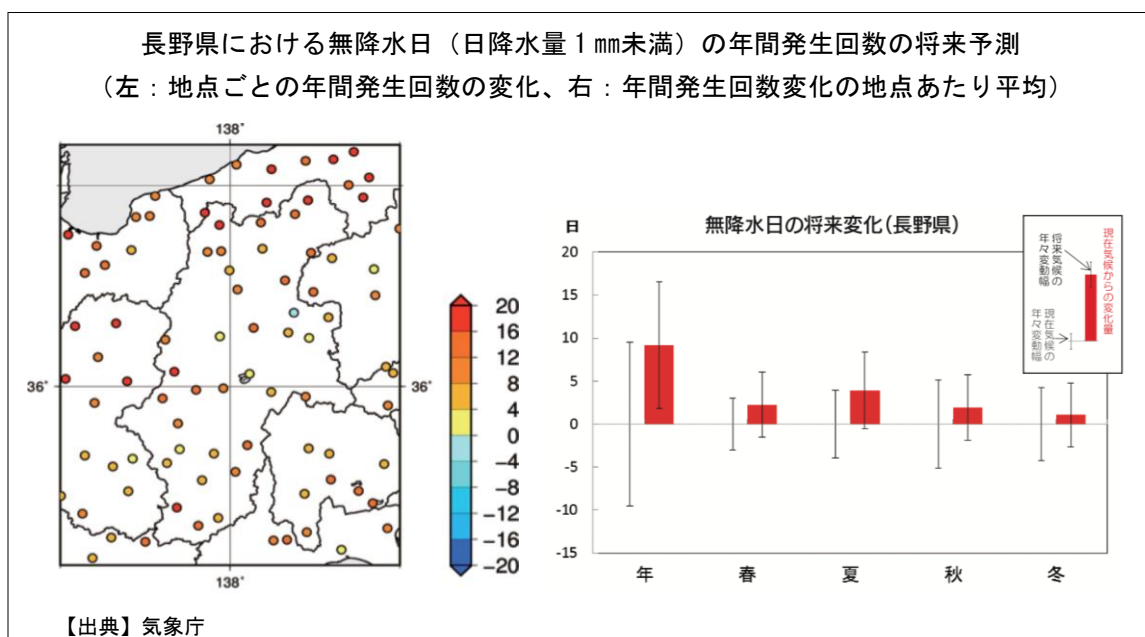 長野県における無降水日（日降水量１㎜未満）の年間発生回数の将来予測
（左：地点ごとの年間発生回数の変化、右：年間発生回数変化の地点あたり平均）
138°
36°
36°
138°
20
16
12
8
4
0
-4
-8
-12
-16
-20
日
無降水日の将来変化(長野県)
20
15
10
5
0
-5
-10
-15
年
春
夏
秋
冬
現在気候からの変化量
将来気候の
年々変動幅
現在気候の
年々変動幅
【出典】気象庁